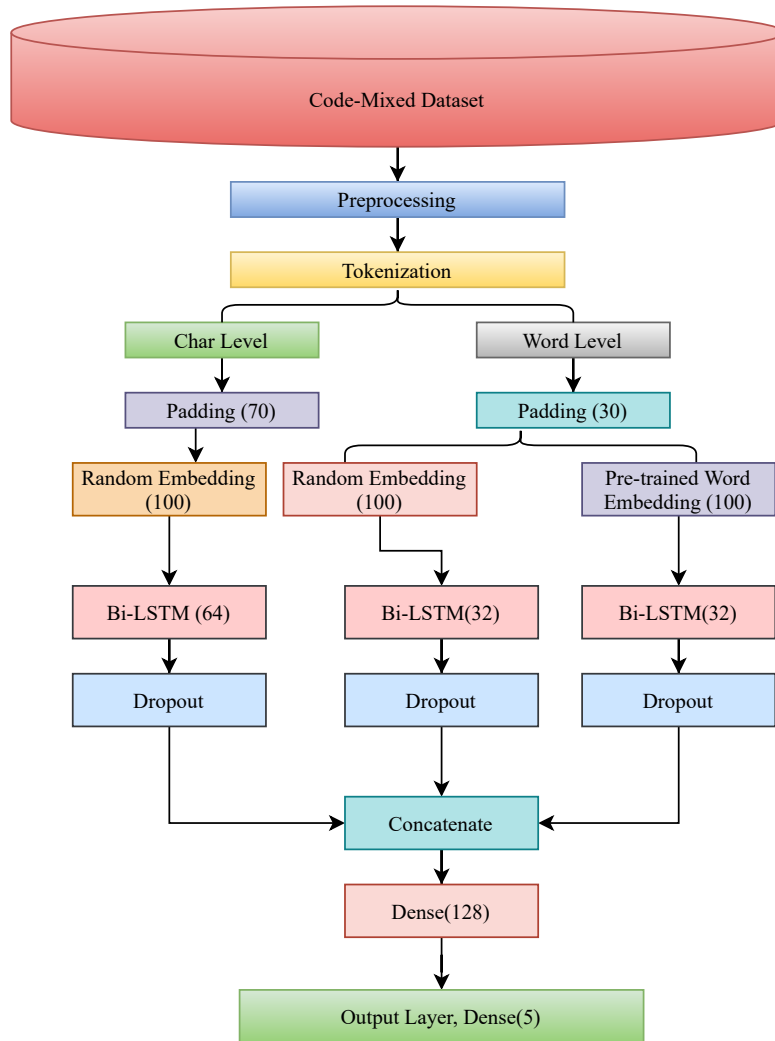 Code-Mixed Dataset
Preprocessing
Tokenization
Char Level
Word Level
Padding (70)
Padding (30)
Random Embedding
(100)
Random Embedding
(100)
Pre-trained Word
Embedding (100)
Bi-LSTM (64)
Bi-LSTM(32)
Bi-LSTM(32)
Dropout
Dropout
Dropout
Concatenate
Dense(128)
Output Layer, Dense(5)